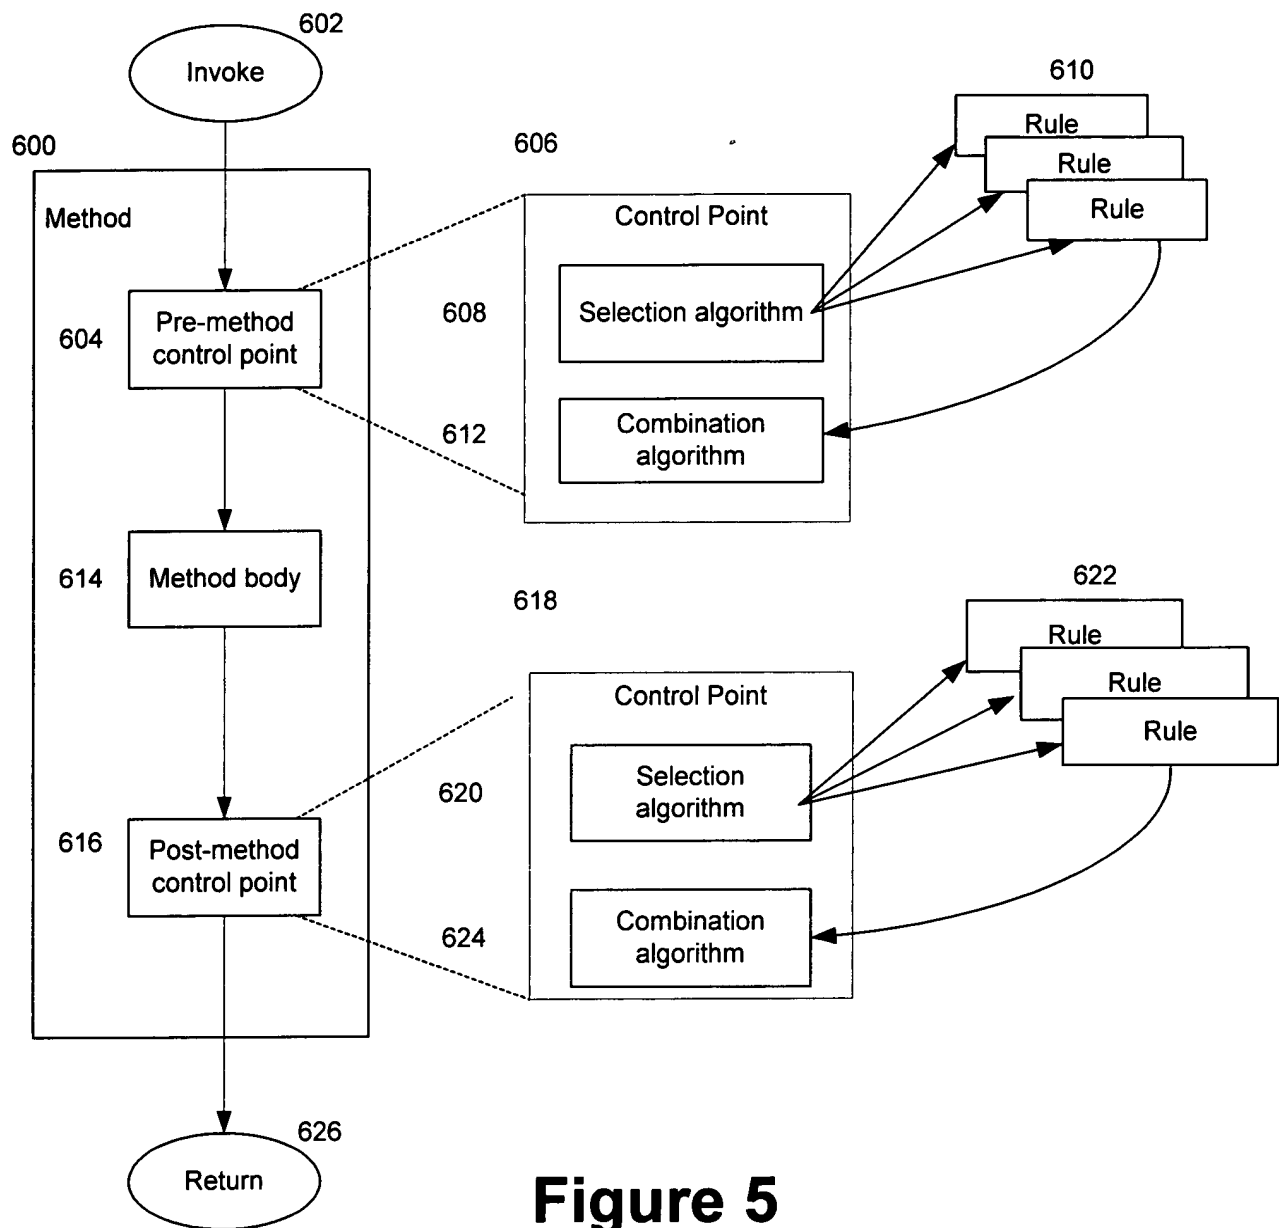 602
Invoke
610
Rule
Rule
Rule
600
606
Method
Control Point
604
Pre-method
control point
608
Selection algorithm
612
Combination
algorithm
614
Method body
618
622
Rule
Rule
Rule
Control Point
616
Post-method
control point
620
Selection
algorithm
624
Combination
algorithm
626
Return
Figure 5